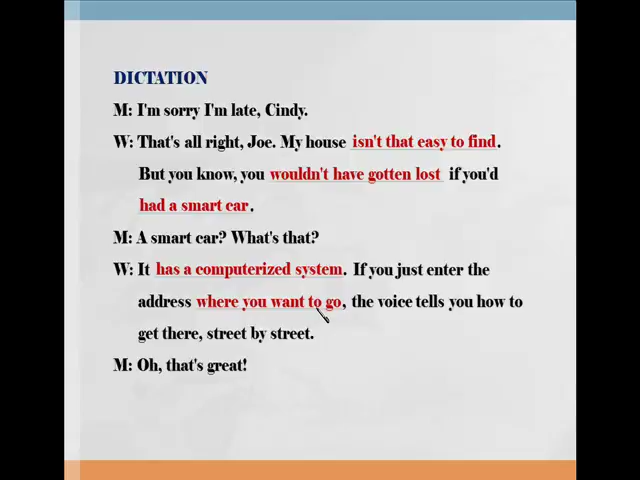 DICTATION
M: I'm sorry I'm late, Cindy.
W: That's all right, Joe. My house isn't that easy to find.
But you know, you wouldn't have gotten lost if you'd
had a smart car.
M: A smart car? What's that?
W: It has a computerized system. If you just enter the
address where you want to go, the voice tells you how to
get there, street by street.
M: Oh, that's great!